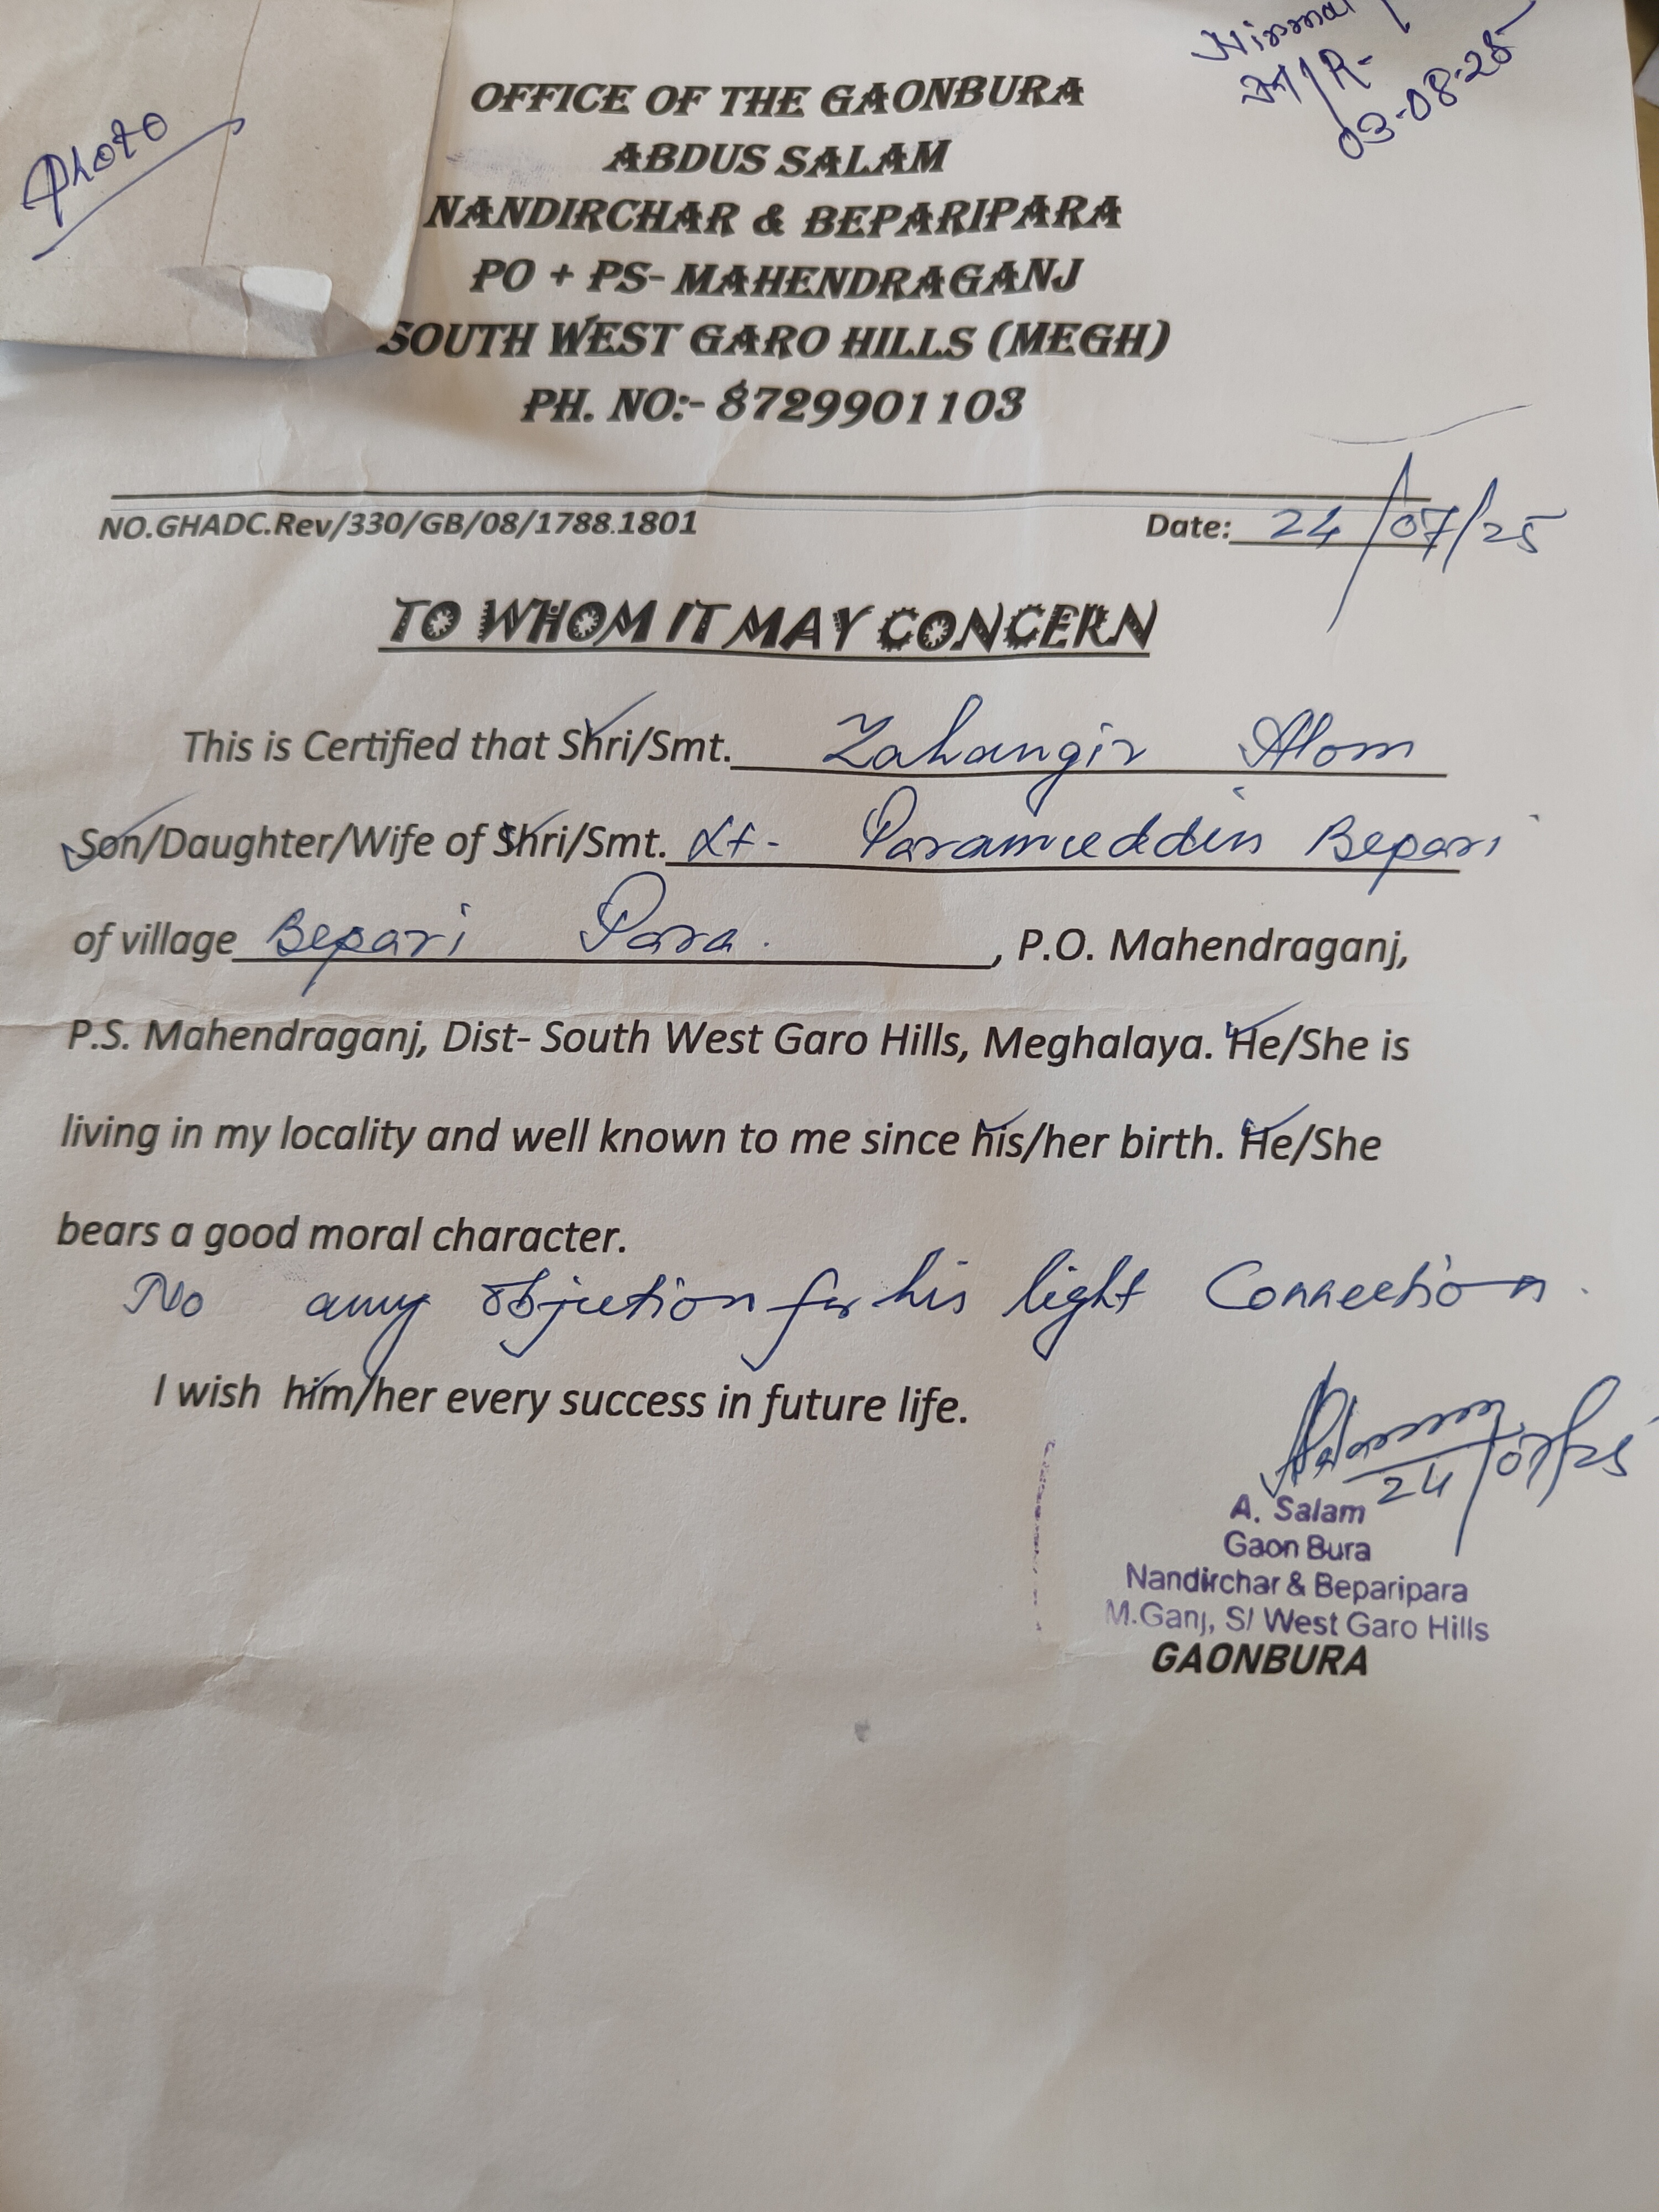 Photo
Nirmal
03-08-25
OFFICE OF THE GAONBURA
ABDUS SALAM
NANDIRCHAR & BEPARIPARA
PO + PS- MAHENDRAGANJ
SOUTH WEST GARO HILLS (MEGH)
PH. NO:- 8729901103
NO.GHADC.Rev/330/GB/08/1788.1801 Date: 24/07/25
TO WHOM IT MAY CONCERN
This is Certified that Shri/Smt. Zahangir Alom
Son/Daughter/Wife of Shri/Smt. Lt- Paramueddin Bepari
of village Bepari Para. , P.O. Mahendraganj,
P.S. Mahendraganj, Dist- South West Garo Hills, Meghalaya. He/She is
living in my locality and well known to me since his/her birth. He/She
bears a good moral character.
No any objection for his light Connection.
I wish him/her every success in future life.
24/07/25
A. Salam
Gaon Bura
Nandirchar & Beparipara
M.Ganj, S/ West Garo Hills
GAONBURA